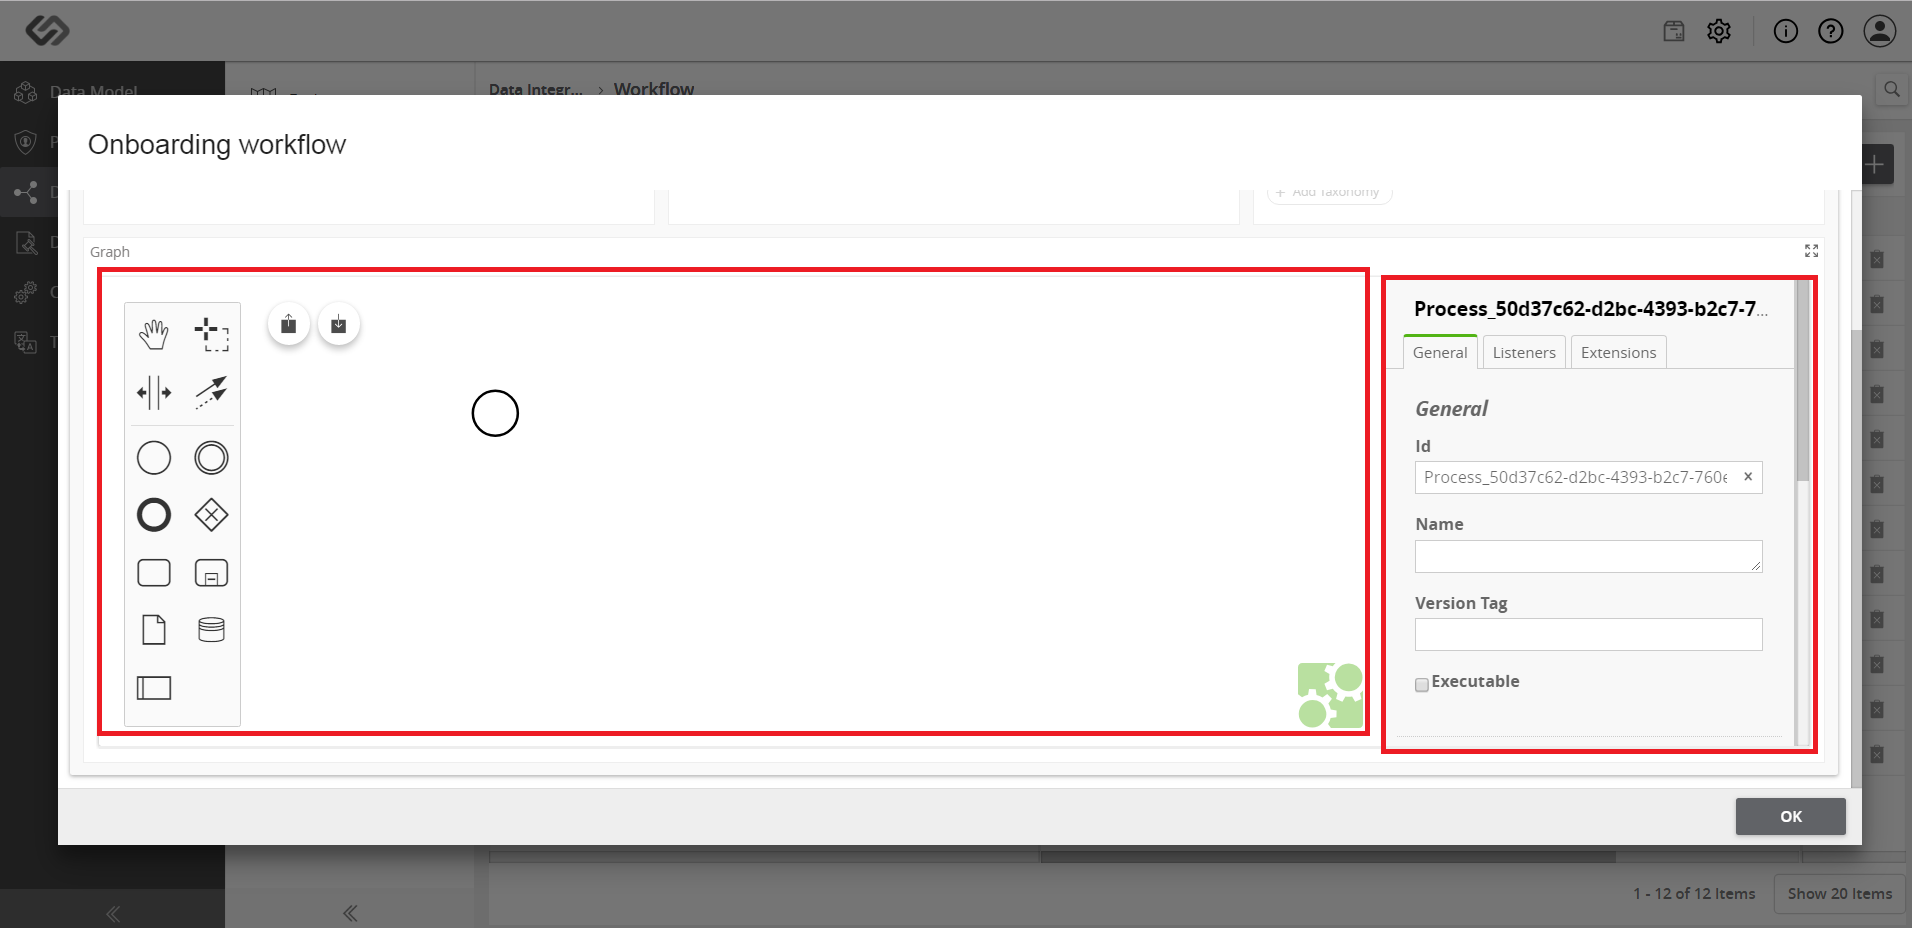 Data Model
Data Integr... › Workflow
Onboarding workflow
+ Add Taxonomy
Graph
Process_50d37c62-d2bc-4393-b2c7-7...
General Listeners Extensions
General
Id
Process_50d37c62-d2bc-4393-b2c7-760e
Name
Version Tag
Executable
OK
1 - 12 of 12 Items
Show 20 Items